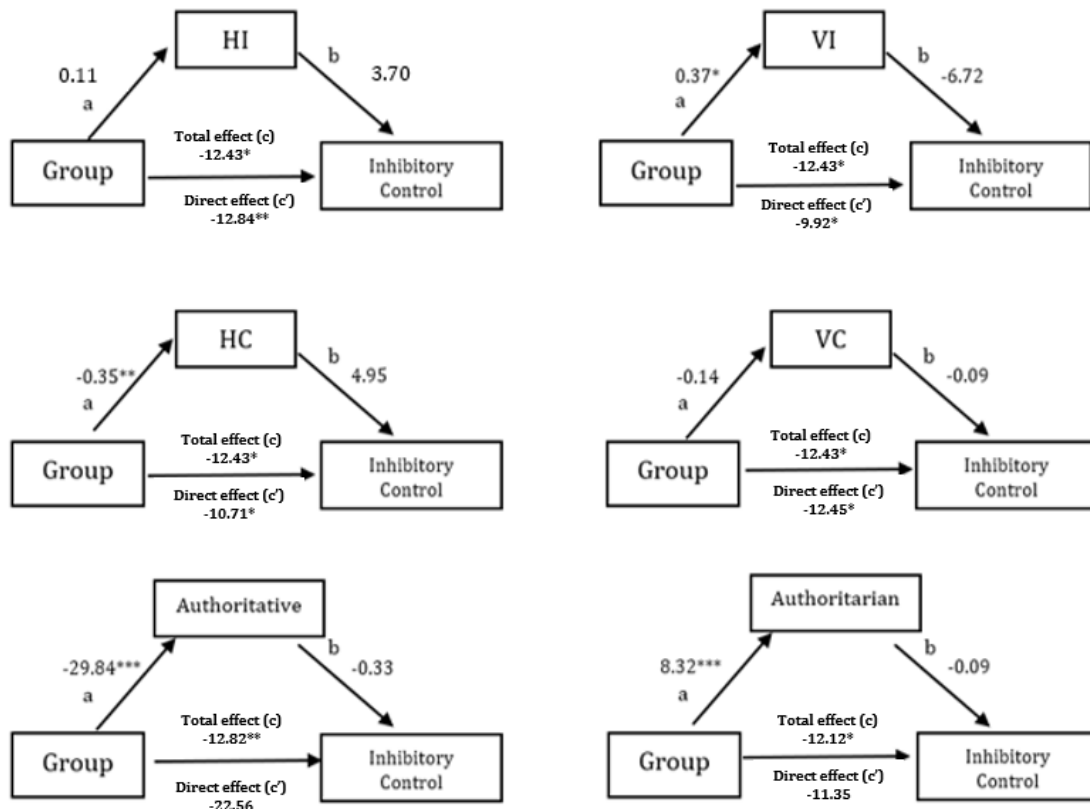 HI
0.11
a
b
3.70
Group
Total effect (c)
-12.43*
Direct effect (c’)
-12.84**
Inhibitory
Control
VI
0.37*
a
b
-6.72
Group
Total effect (c)
-12.43*
Direct effect (c’)
-9.92*
Inhibitory
Control
HC
-0.35**
a
b
4.95
Group
Total effect (c)
-12.43*
Direct effect (c’)
-10.71*
Inhibitory
Control
VC
-0.14
a
b
-0.09
Group
Total effect (c)
-12.43*
Direct effect (c’)
-12.45*
Inhibitory
Control
Authoritative
-29.84***
a
b
-0.33
Group
Total effect (c)
-12.82**
Direct effect (c’)
-22.56
Inhibitory
Control
Authoritarian
8.32***
a
b
-0.09
Group
Total effect (c)
-12.12*
Direct effect (c’)
-11.35
Inhibitory
Control